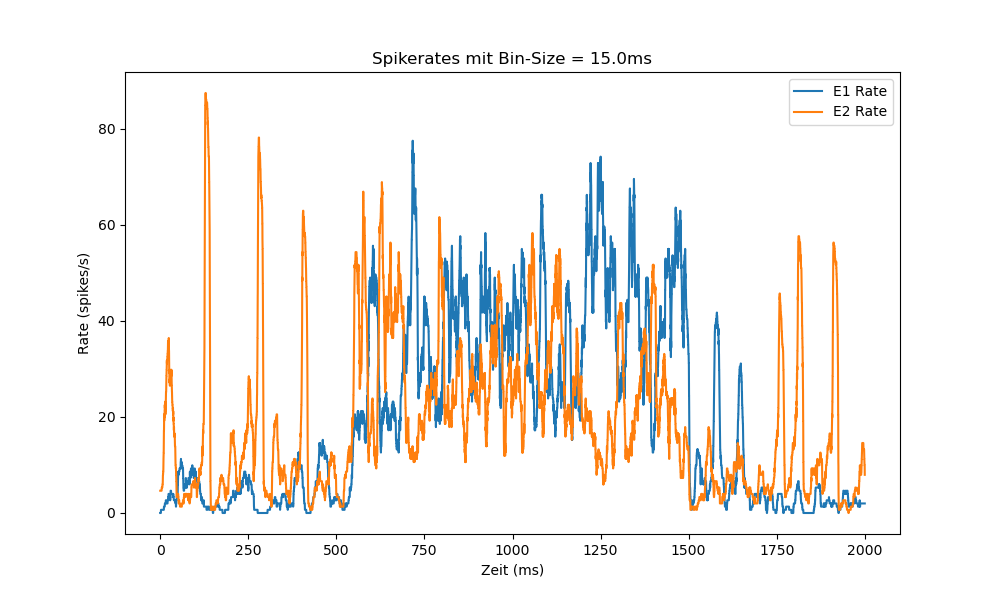 Spikerates mit Bin-Size = 15.0ms
E1 Rate
E2 Rate
Rate (spikes/s)
80
60
40
20
0
0 250 500 750 1000 1250 1500 1750 2000
Zeit (ms)